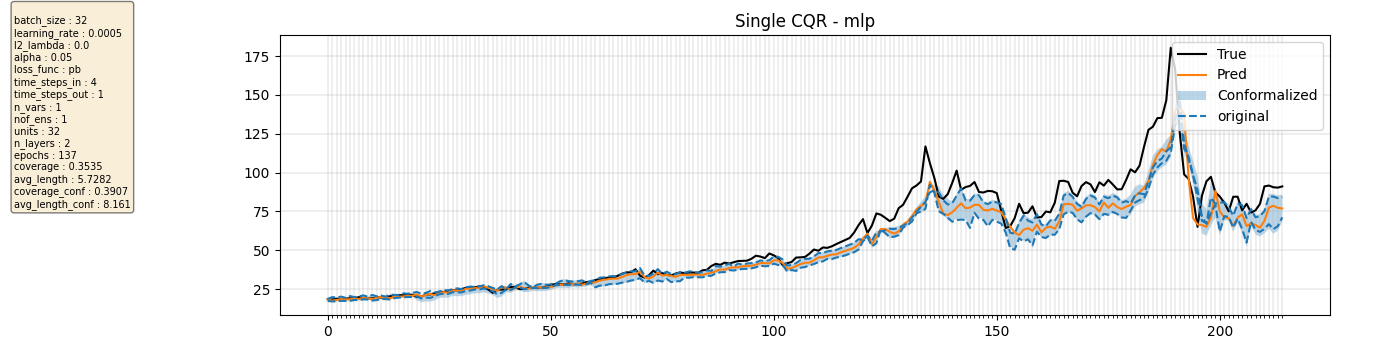 batch_size : 32
learning_rate : 0.0005
l2_lambda : 0.0
alpha : 0.05
loss_func : pb
time_steps_in : 4
time_steps_out : 1
n_vars : 1
nof_ens : 1
units : 32
n_layers : 2
epochs : 137
coverage : 0.3535
avg_length : 5.7282
coverage_conf : 0.3907
avg_length_conf : 8.161
Single CQR - mlp
175
150
125
100
75
50
25
0 50 100 150 200
True
Pred
Conformalized
original